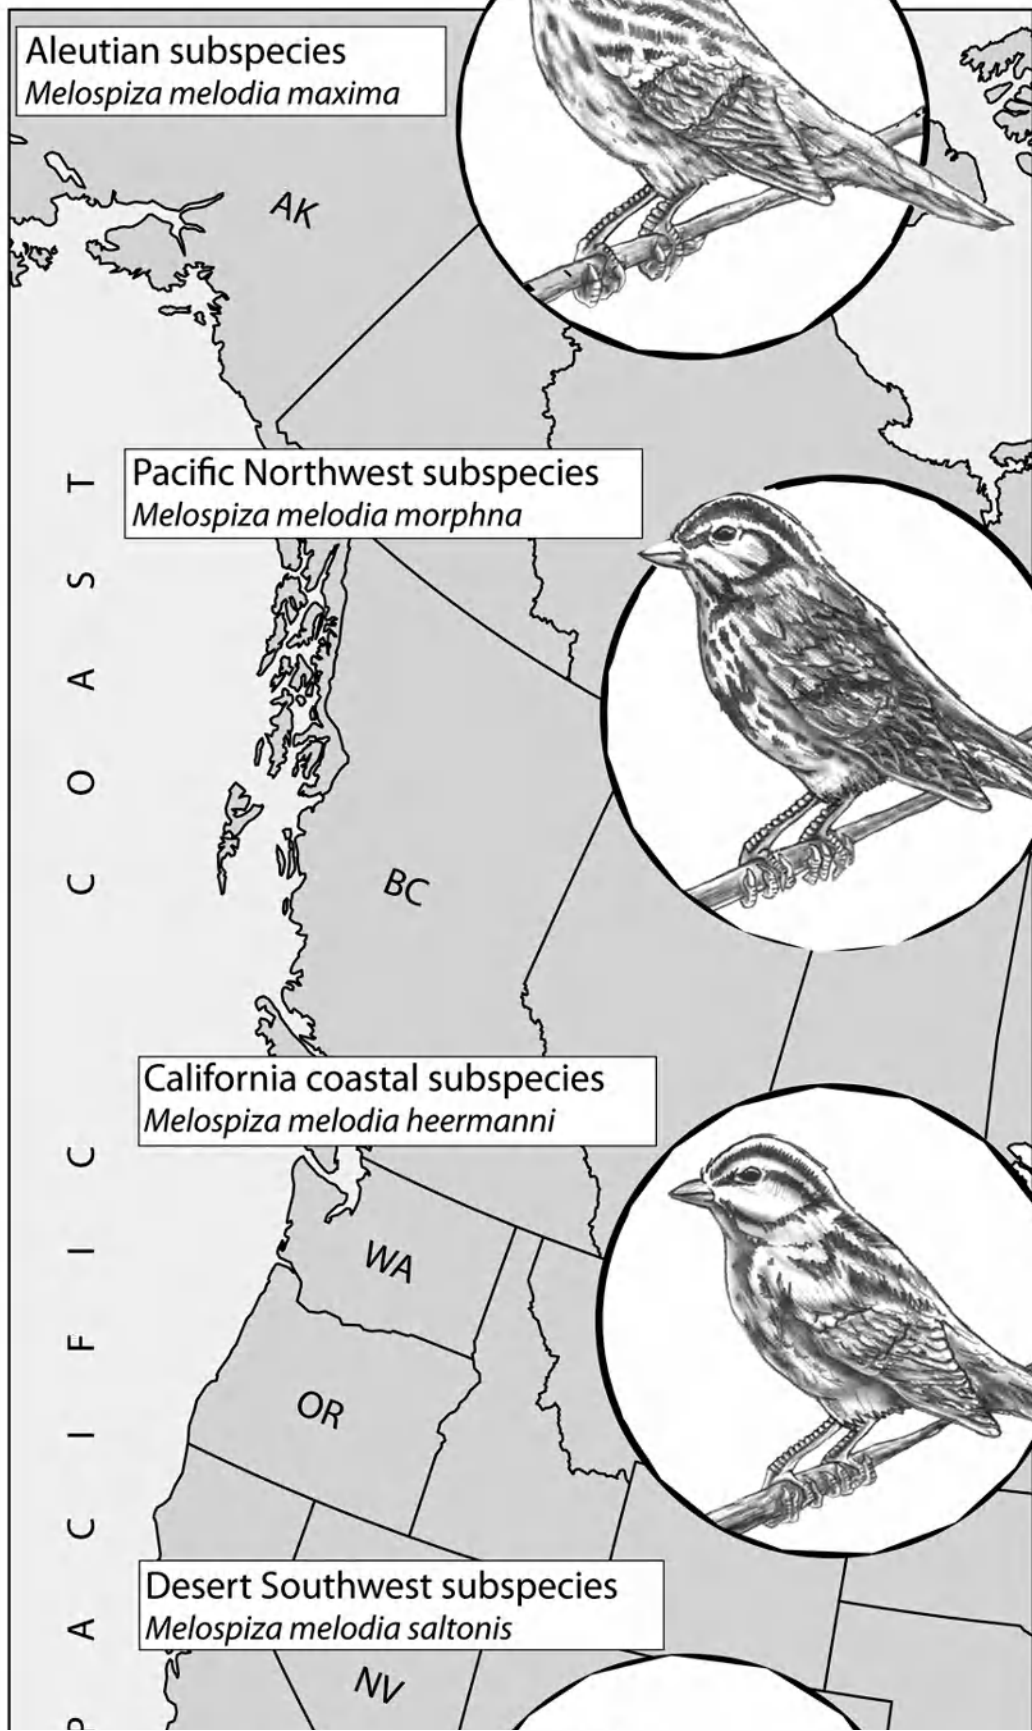 Aleutian subspecies
Melospiza melodia maxima
AK
Pacific Northwest subspecies
Melospiza melodia morphna
BC
California coastal subspecies
Melospiza melodia heermanni
WA
OR
Desert Southwest subspecies
Melospiza melodia saltonis
NV
PACIFIC COAST